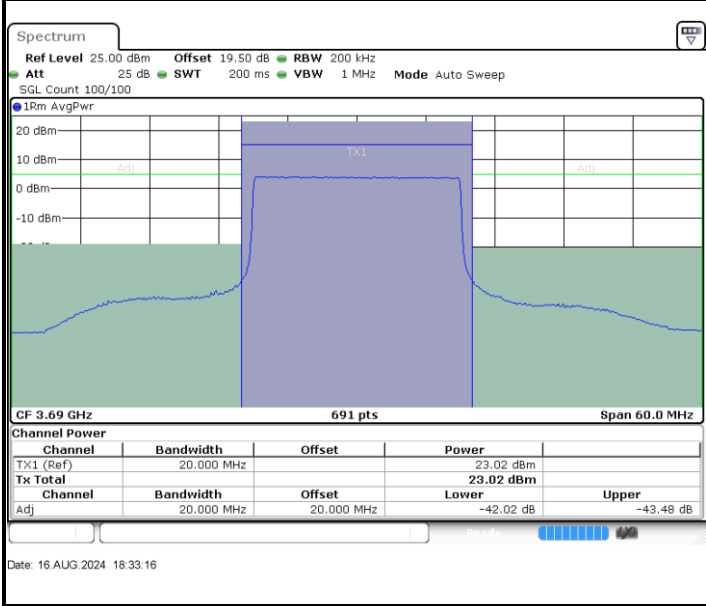 Spectrum
Ref Level 25.00 dBm Offset 19.50 dB RBW 200 kHz
Att 25 dB SWT 200 ms VBW 1 MHz Mode Auto Sweep
SGL Count 100/100
1Rm AvgPwr
20 dBm
TX1
10 dBm
Adj Adj
0 dBm
-10 dBm
CF 3.69 GHz 691 pts Span 60.0 MHz
Channel Power
Channel Bandwidth Offset Power
TX1 (Ref) 20.000 MHz 23.02 dBm
Tx Total 23.02 dBm
Channel Bandwidth Offset Lower Upper
Adj 20.000 MHz 20.000 MHz -42.02 dB -43.48 dB
Ready
Date: 16.AUG.2024 18:33:16